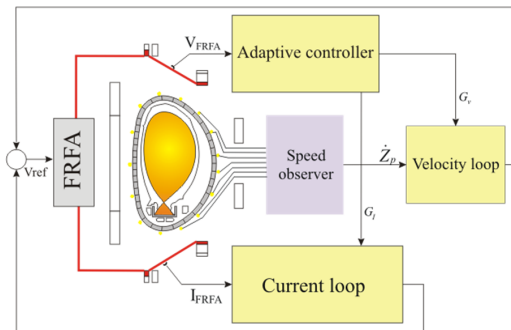 V_FRFA
Adaptive controller
G_v
FRFA
Vref
Speed
observer
Ż_p
Velocity loop
G_I
I_FRFA
Current loop